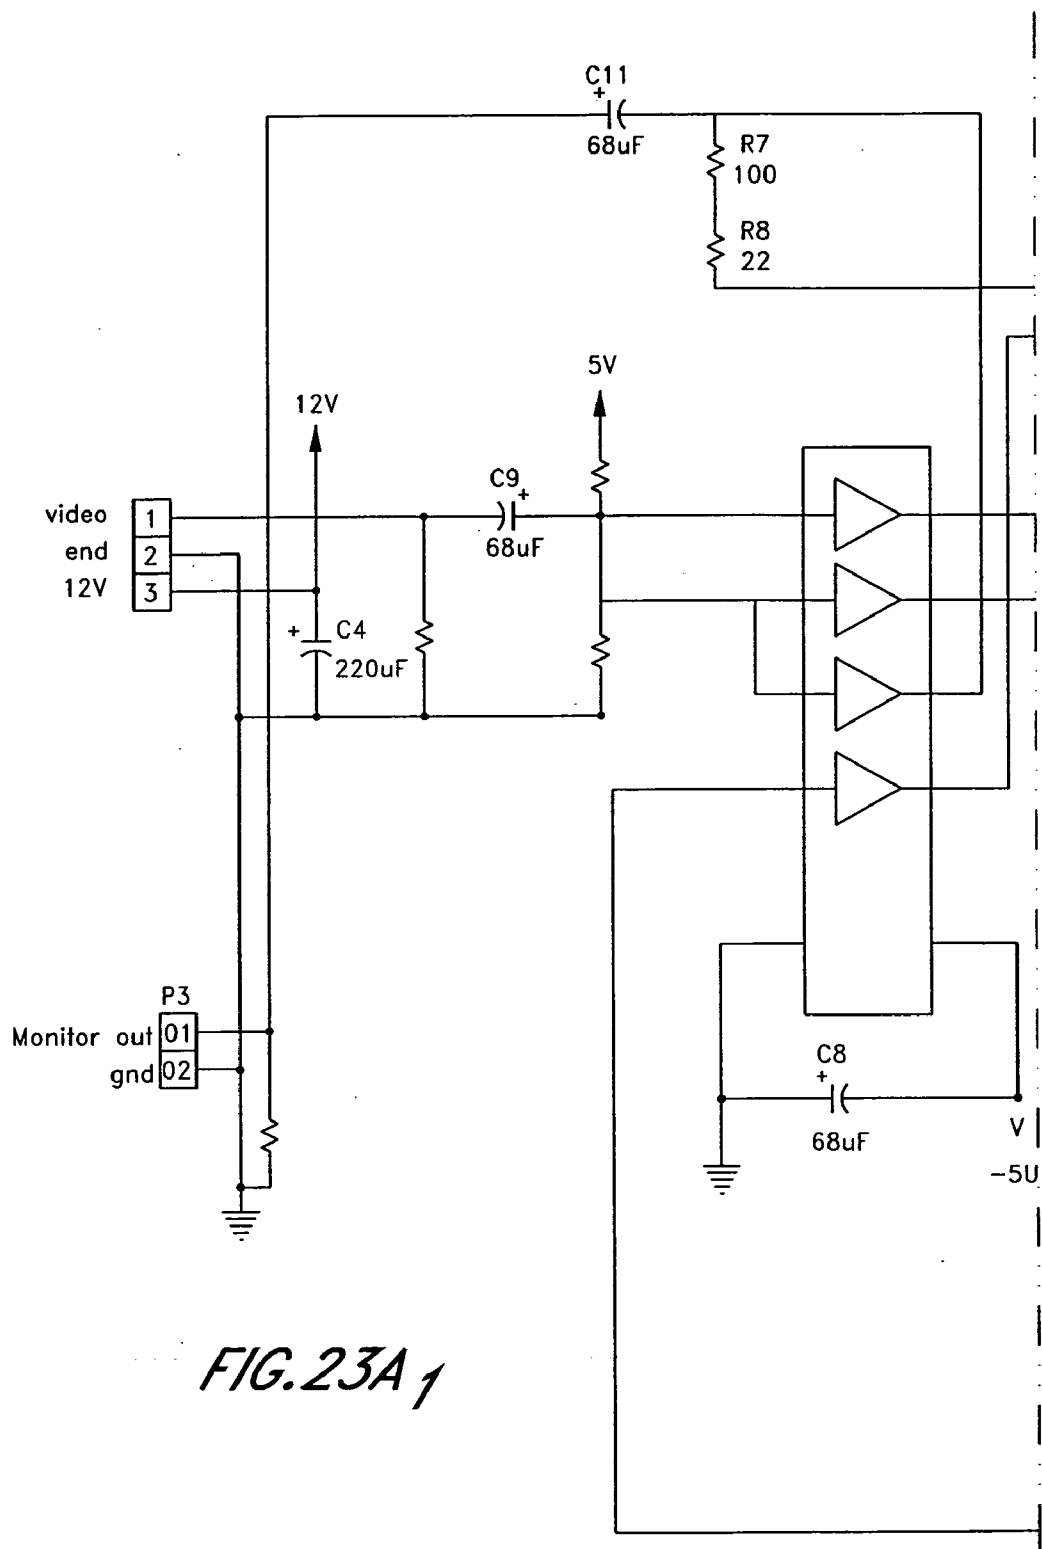 C11
+
68uF
R7
100
R8
22
5V
12V
C9
+
68uF
video 1
end 2
12V 3
+ C4
220uF
P3
Monitor out 01
gnd 02
C8
+
68uF
V
-5U
FIG.23A1